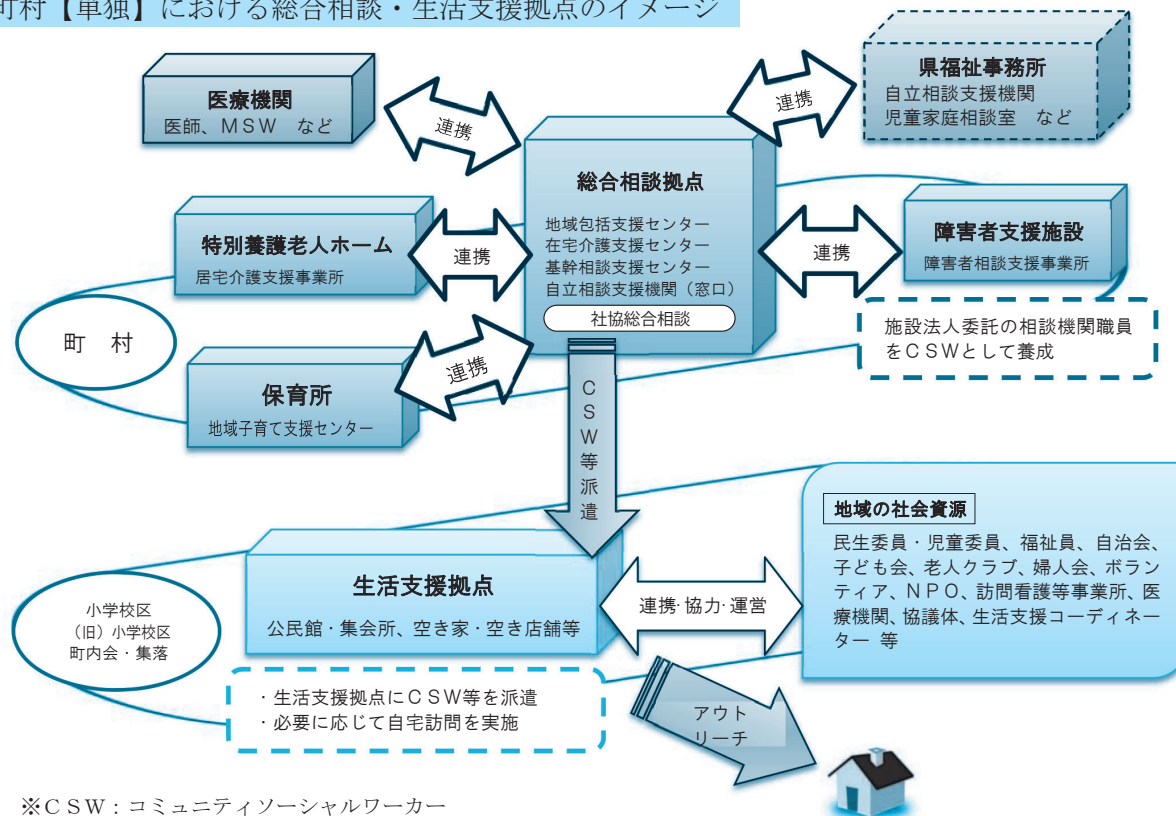 町村【単独】における総合相談・生活支援拠点のイメージ
医療機関
医師、MSW など
連携
県福祉事務所
自立相談支援機関
児童家庭相談室 など
連携
総合相談拠点
地域包括支援センター
在宅介護支援センター
基幹相談支援センター
自立相談支援機関（窓口）
社協総合相談
特別養護老人ホーム
居宅介護支援事業所
連携
連携
障害者支援施設
障害者相談支援事業所
町 村
施設法人委託の相談機関職員
をCSWとして養成
保育所
地域子育て支援センター
連携
CSW等派遣
生活支援拠点
公民館・集会所、空き家・空き店舗等
連携・協力・運営
地域の社会資源
民生委員・児童委員、福祉員、自治会、
子ども会、老人クラブ、婦人会、ボラン
ティア、NPO、訪問看護等事業所、医
療機関、協議体、生活支援コーディネー
ター 等
小学校区
（旧）小学校区
町内会・集落
・生活支援拠点にCSW等を派遣
・必要に応じて自宅訪問を実施
アウト
リーチ
※CSW：コミュニティソーシャルワーカー